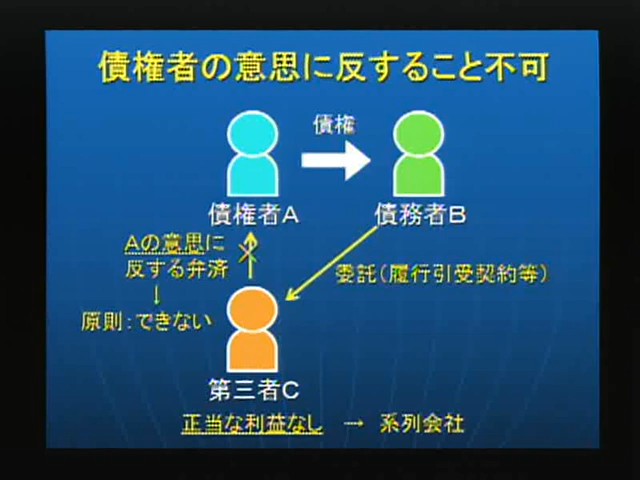 債権者の意思に反すること不可
債権
債権者A
債務者B
Aの意思に
反する弁済
↓
原則:できない
委託(履行引受契約等)
第三者C
正当な利益なし → 系列会社